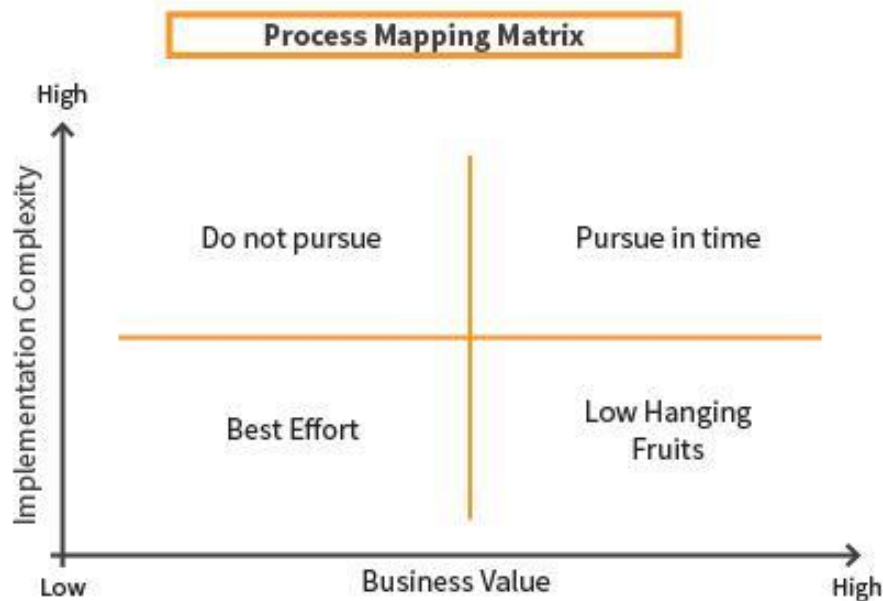 Process Mapping Matrix
High
Implementation Complexity
Do not pursue
Pursue in time
Best Effort
Low Hanging
Fruits
Low
Business Value
High